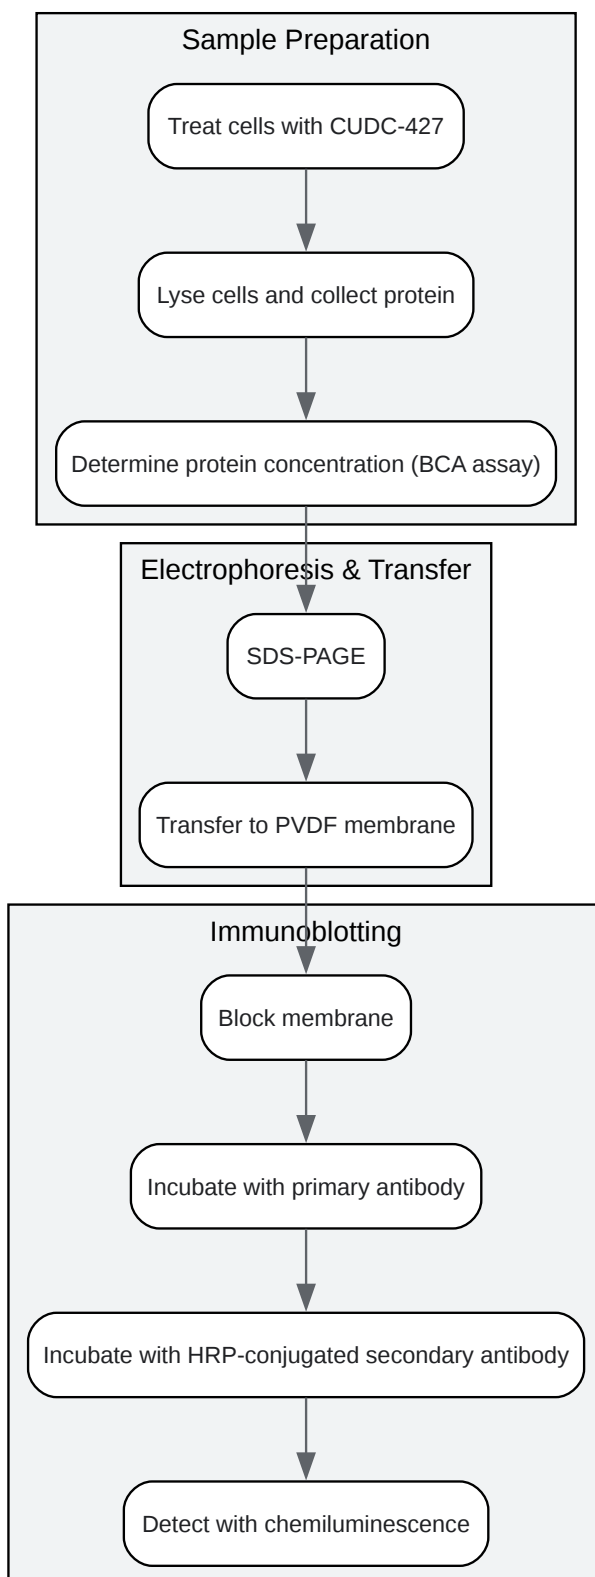 Sample Preparation
Treat cells with CUDC-427
Lyse cells and collect protein
Determine protein concentration (BCA assay)
Electrophoresis & Transfer
SDS-PAGE
Transfer to PVDF membrane
Immunoblotting
Block membrane
Incubate with primary antibody
Incubate with HRP-conjugated secondary antibody
Detect with chemiluminescence